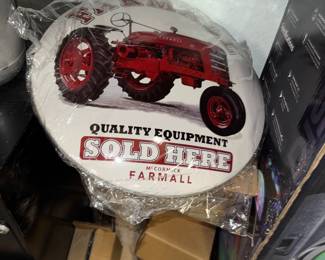 QUALITY EQUIPMENT
SOLD HERE
McCORMICK
FARMALL